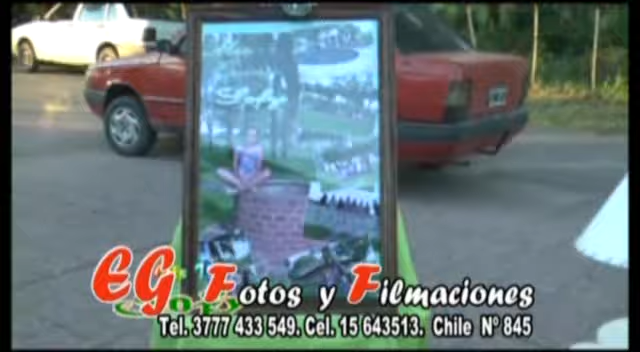 EG Fotos y Filmaciones
Tel. 3777 433 549. Cel. 15 643513. Chile Nº 845